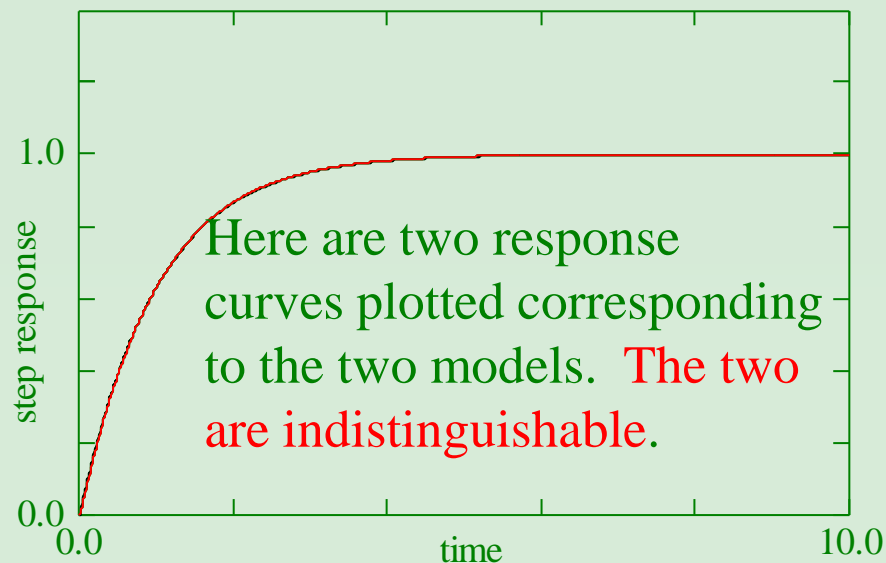 1.0
step response
Here are two response
curves plotted corresponding
to the two models. The two
are indistinguishable.
0.0
0.0
time
10.0